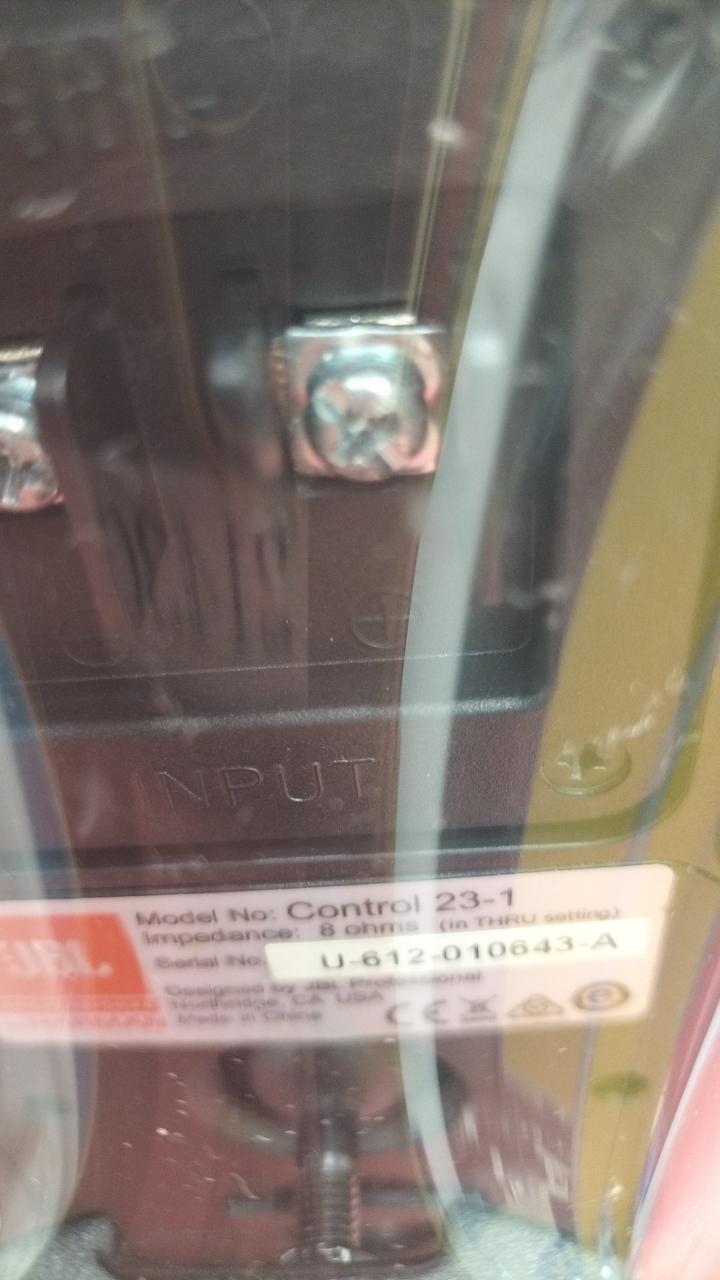 INPUT
JBL
Model No: Control 23-1
Impedance: 8 ohms (in THRU setting)
Serial No: U-612-010643-A
Designed by JBL Professional
Northridge, CA USA
Made in China